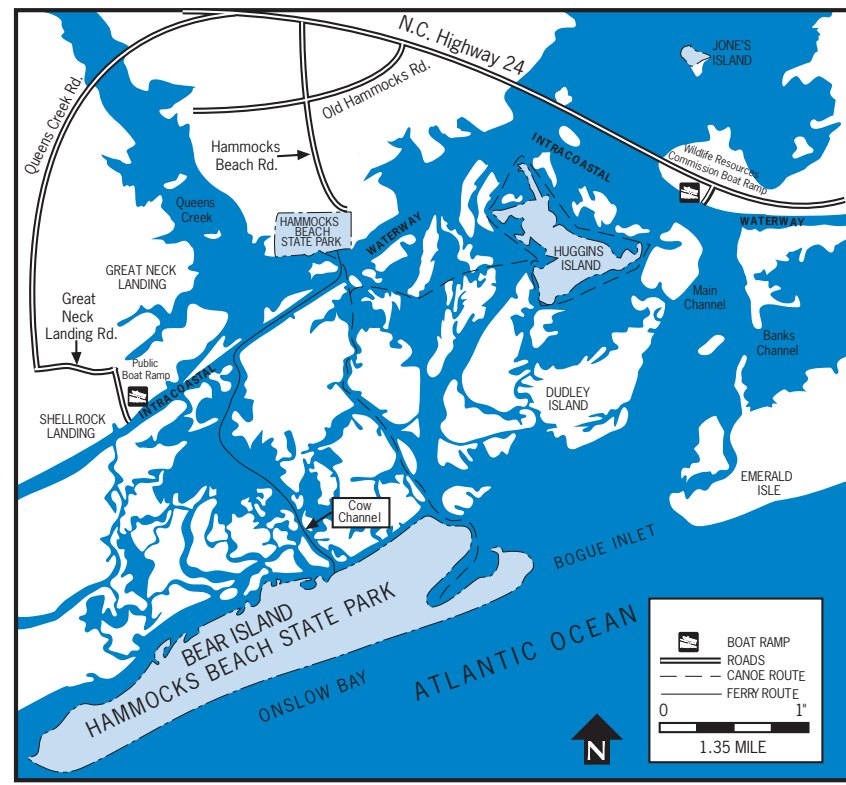 N.C. Highway 24
JONE'S
ISLAND
Queens Creek Rd.
Old Hammocks Rd.
Hammocks
Beach Rd.
INTRACOASTAL
Wildlife Resources
Commission Boat Ramp
Queens
Creek
HAMMOCKS
BEACH
STATE PARK
WATERWAY
WATERWAY
HUGGINS
ISLAND
GREAT NECK
LANDING
Main
Channel
Great
Neck
Landing Rd.
Banks
Channel
Public
Boat Ramp
INTRACOASTAL
DUDLEY
ISLAND
SHELLROCK
LANDING
EMERALD
ISLE
Cow
Channel
BOGUE INLET
BEAR ISLAND
HAMMOCKS BEACH STATE PARK
ATLANTIC OCEAN
ONSLOW BAY
BOAT RAMP
ROADS
CANOE ROUTE
FERRY ROUTE
0 1"
1.35 MILE
N